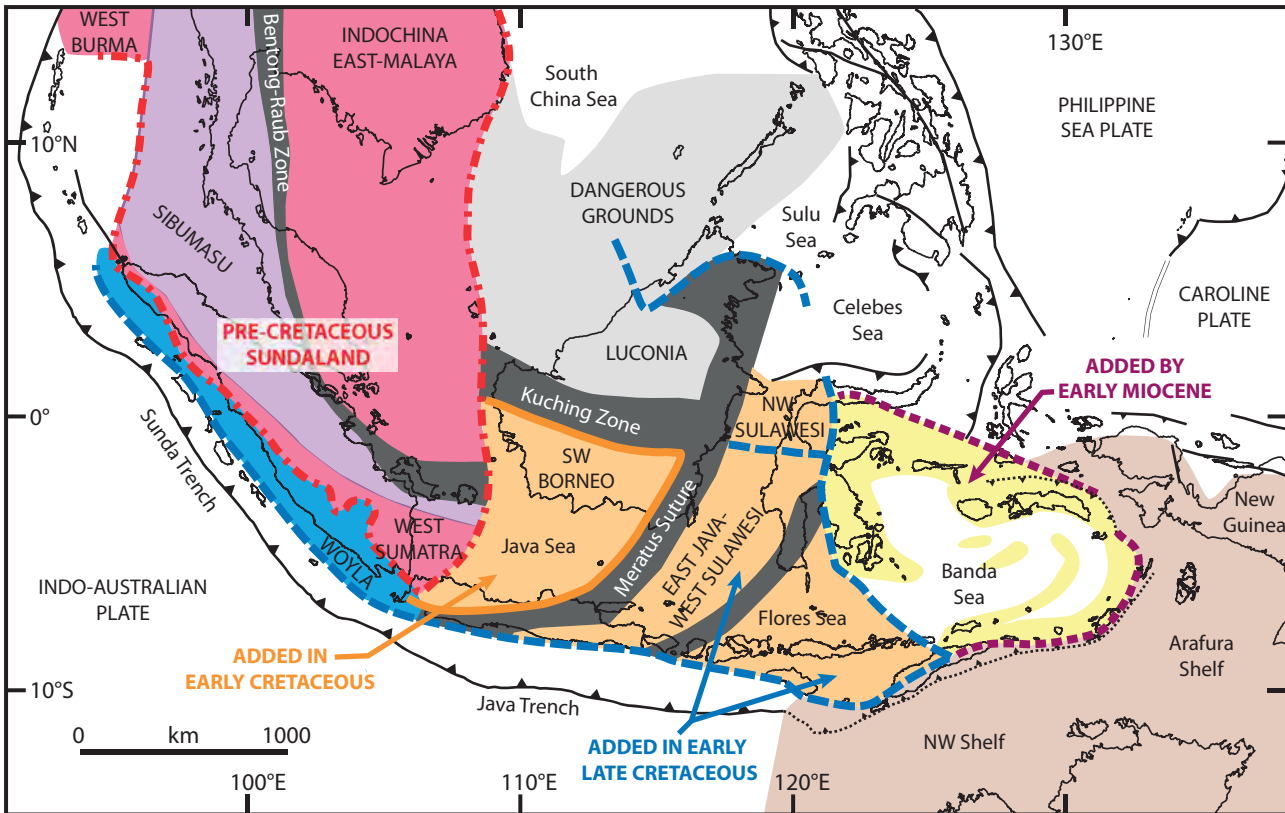 WEST
BURMA
Bentong-Raub Zone
INDOCHINA
EAST-MALAYA
South
China Sea
130°E
PHILIPPINE
SEA PLATE
10°N
DANGEROUS
GROUNDS
Sulu
Sea
SIBUMASU
CAROLINE
PLATE
Celebes
Sea
PRE-CRETACEOUS
SUNDALAND
LUCONIA
ADDED BY
EARLY MIOCENE
Kuching Zone
NW
SULAWESI
0°
Sunda Trench
SW
BORNEO
New
Guinea
WEST
SUMATRA
Java Sea
Meratus Suture
EAST JAVA-
WEST SULAWESI
WOYLA
Banda
Sea
INDO-AUSTRALIAN
PLATE
Flores Sea
Arafura
Shelf
ADDED IN
EARLY CRETACEOUS
10°S
Java Trench
NW Shelf
0 km 1000
ADDED IN EARLY
LATE CRETACEOUS
100°E
110°E
120°E